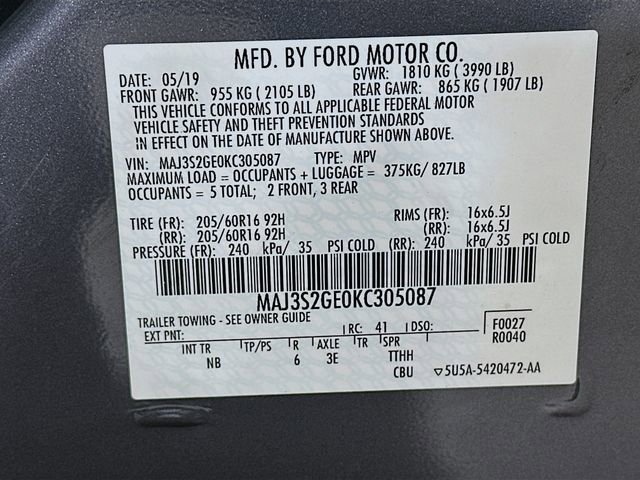 MFD. BY FORD MOTOR CO.
DATE: 05/19 GVWR: 1810 KG ( 3990 LB)
FRONT GAWR: 955 KG ( 2105 LB) REAR GAWR: 865 KG ( 1907 LB)
THIS VEHICLE CONFORMS TO ALL APPLICABLE FEDERAL MOTOR
VEHICLE SAFETY AND THEFT PREVENTION STANDARDS
IN EFFECT ON THE DATE OF MANUFACTURE SHOWN ABOVE.
VIN: MAJ3S2GE0KC305087 TYPE: MPV
MAXIMUM LOAD = OCCUPANTS + LUGGAGE = 375KG/ 827LB
OCCUPANTS = 5 TOTAL; 2 FRONT, 3 REAR
TIRE (FR): 205/60R16 92H RIMS (FR): 16x6.5J
(RR): 205/60R16 92H (RR): 16x6.5J
PRESSURE (FR): 240 kPa/ 35 PSI COLD (RR): 240 kPa/ 35 PSI COLD
MAJ3S2GE0KC305087
TRAILER TOWING - SEE OWNER GUIDE
EXT PNT: RC: 41 DSO: F0027
R0040
INT TR TP/PS R AXLE TR SPR
NB 6 3E TTHH
CBU 5U5A-5420472-AA